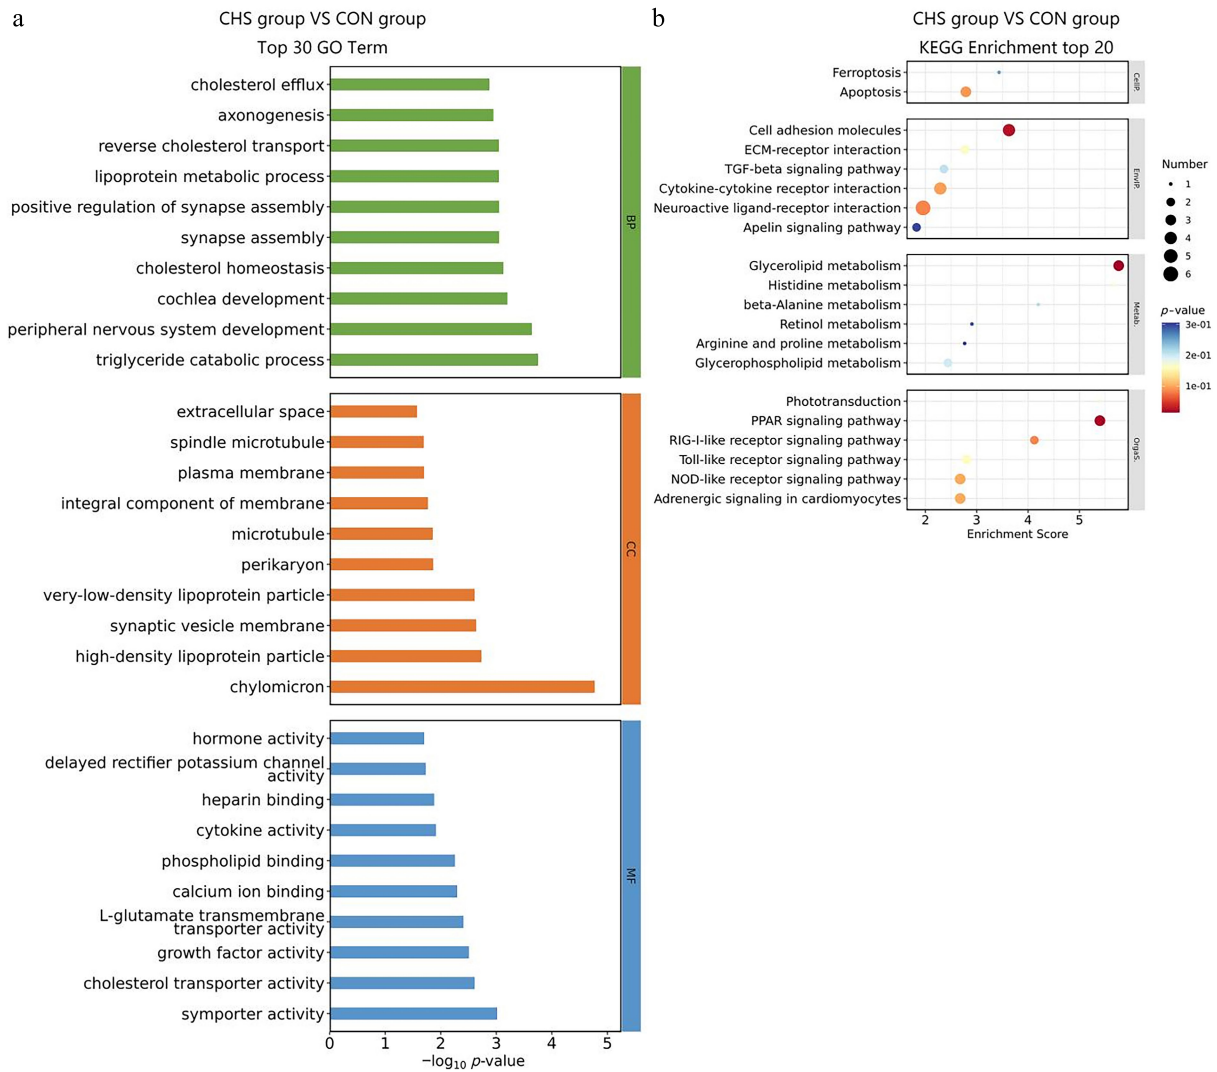 a
CHS group VS CON group
Top 30 GO Term
cholesterol efflux
axonogenesis
reverse cholesterol transport
lipoprotein metabolic process
positive regulation of synapse assembly
synapse assembly
cholesterol homeostasis
cochlea development
peripheral nervous system development
triglyceride catabolic process
BP
extracellular space
spindle microtubule
plasma membrane
integral component of membrane
microtubule
perikaryon
very-low-density lipoprotein particle
synaptic vesicle membrane
high-density lipoprotein particle
chylomicron
CC
hormone activity
delayed rectifier potassium channel
activity
heparin binding
cytokine activity
phospholipid binding
calcium ion binding
L-glutamate transmembrane
transporter activity
growth factor activity
cholesterol transporter activity
symporter activity
MF
0 1 2 3 4 5
−log10 p-value
b
CHS group VS CON group
KEGG Enrichment top 20
Ferroptosis
Apoptosis
CellP.
Cell adhesion molecules
ECM-receptor interaction
TGF-beta signaling pathway
Cytokine-cytokine receptor interaction
Neuroactive ligand-receptor interaction
Apelin signaling pathway
EnvIP.
Glycerolipid metabolism
Histidine metabolism
beta-Alanine metabolism
Retinol metabolism
Arginine and proline metabolism
Glycerophospholipid metabolism
Metab.
Phototransduction
PPAR signaling pathway
RIG-I-like receptor signaling pathway
Toll-like receptor signaling pathway
NOD-like receptor signaling pathway
Adrenergic signaling in cardiomyocytes
OrgaS.
2 3 4 5
Enrichment Score
Number
1
2
3
4
5
6
p-value
3e-01
2e-01
1e-01